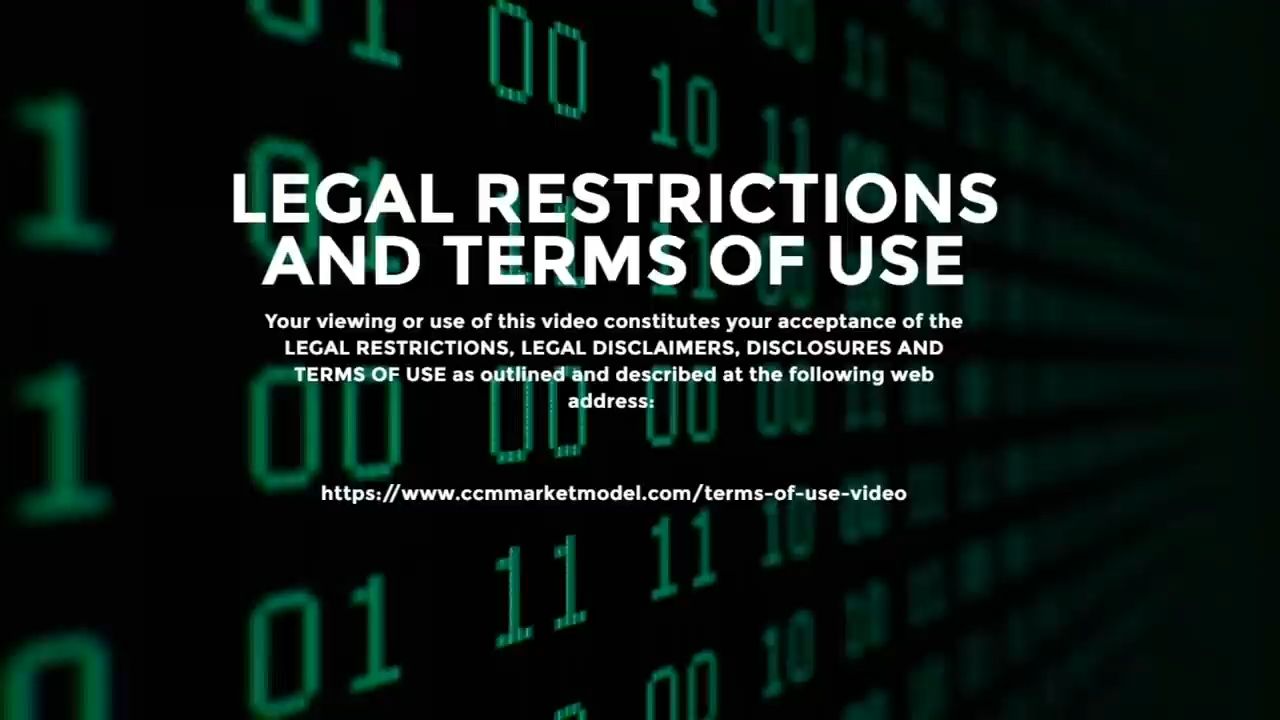 LEGAL RESTRICTIONS
AND TERMS OF USE
Your viewing or use of this video constitutes your acceptance of the
LEGAL RESTRICTIONS, LEGAL DISCLAIMERS, DISCLOSURES AND
TERMS OF USE as outlined and described at the following web
address:
https://www.ccmmarketmodel.com/terms-of-use-video